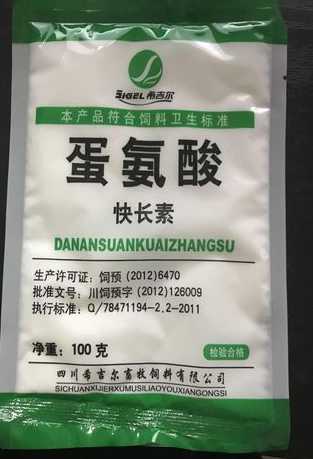 SIGEL 希吉尔
本产品符合饲料卫生标准
蛋氨酸
快长素
DANANSUANKUAIZHANGSU
生产许可证: 饲预 (2012)6470
批准文号: 川饲预字 (2012)126009
执行标准: Q/78471194-2.2-2011
净重: 100 克
检验合格
四川希吉尔畜牧饲料有限公司
SICHUANXIJIERXUMUSILIAOYOUXIANGONGSI